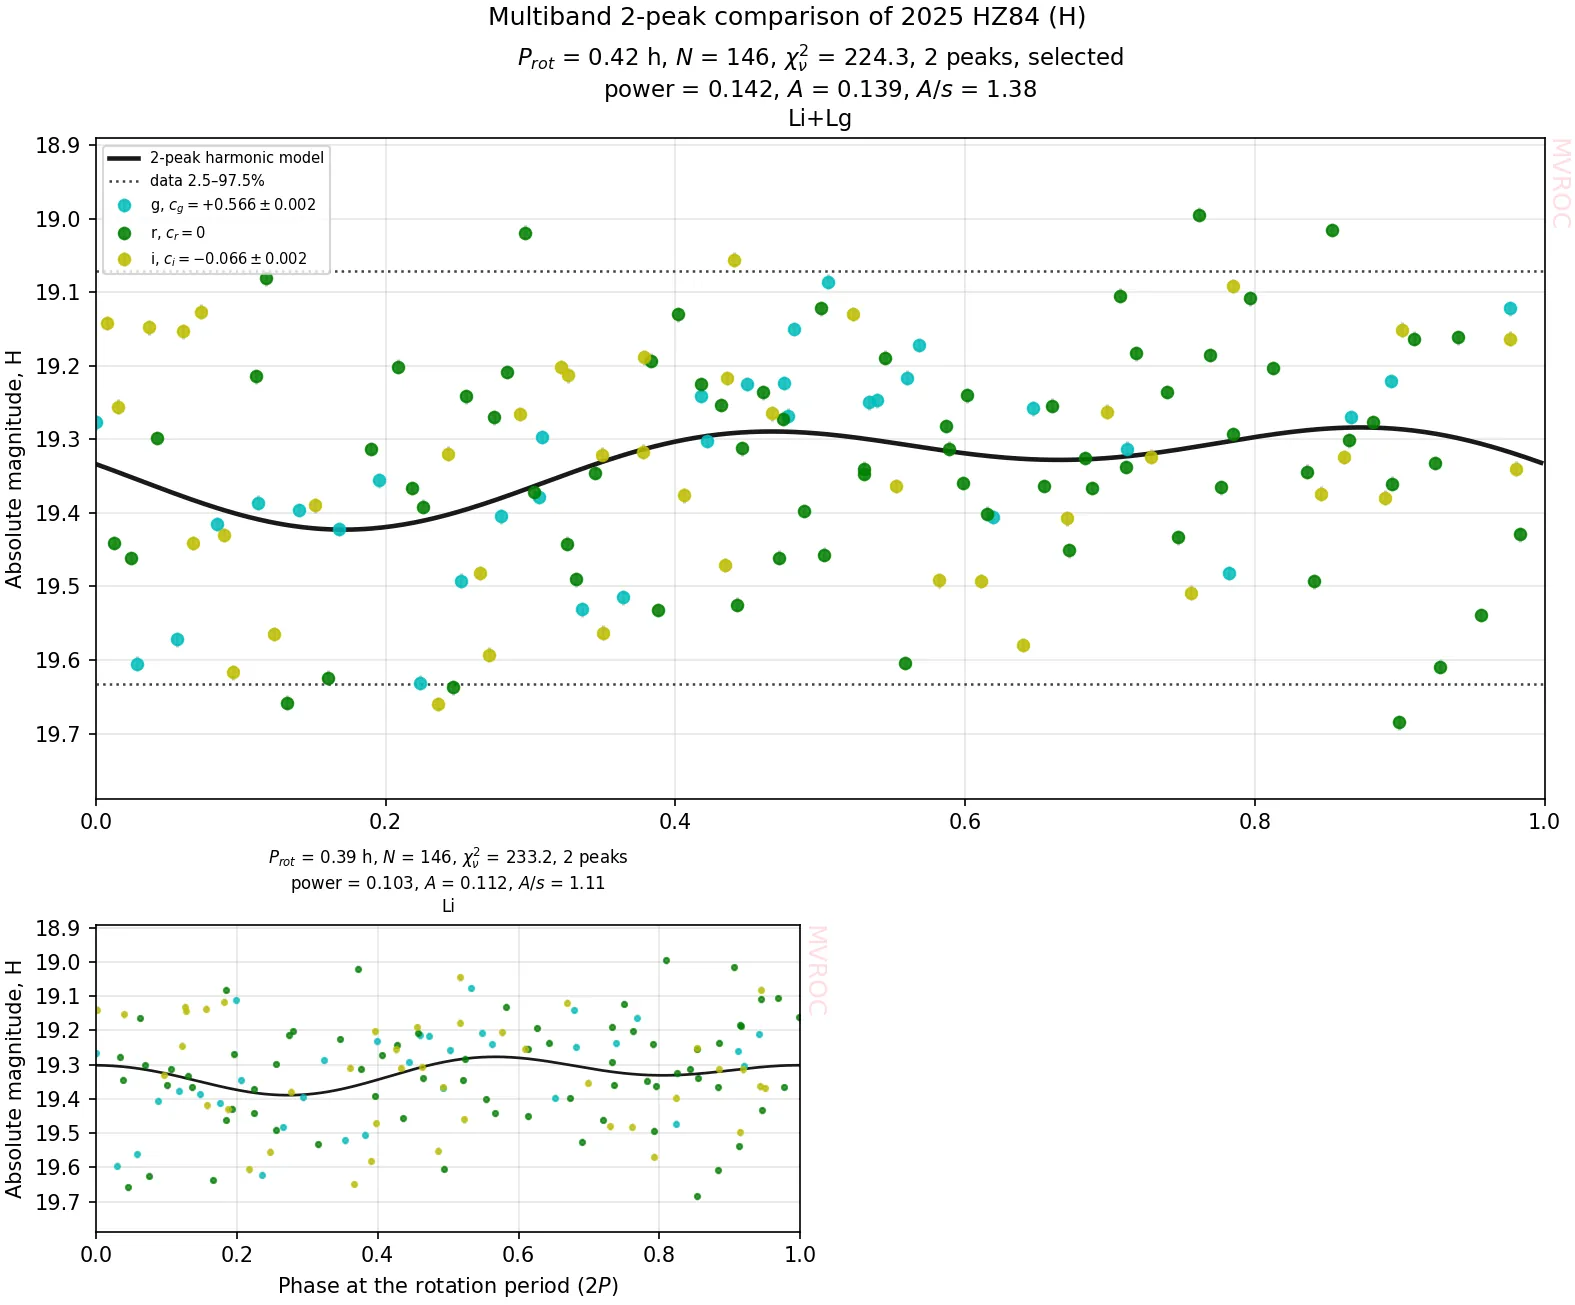 Multiband 2-peak comparison of 2025 HZ84 (H)
P_rot = 0.42 h, N = 146, χ²_ν = 224.3, 2 peaks, selected
power = 0.142, A = 0.139, A/s = 1.38
Li+Lg
2-peak harmonic model
data 2.5–97.5%
g, c_g = +0.566 ± 0.002
r, c_r = 0
i, c_i = −0.066 ± 0.002
MVROC
Absolute magnitude, H
18.9
19.0
19.1
19.2
19.3
19.4
19.5
19.6
19.7
0.0 0.2 0.4 0.6 0.8 1.0
P_rot = 0.39 h, N = 146, χ²_ν = 233.2, 2 peaks
power = 0.103, A = 0.112, A/s = 1.11
Li
MVROC
Absolute magnitude, H
18.9
19.0
19.1
19.2
19.3
19.4
19.5
19.6
19.7
0.0 0.2 0.4 0.6 0.8 1.0
Phase at the rotation period (2P)